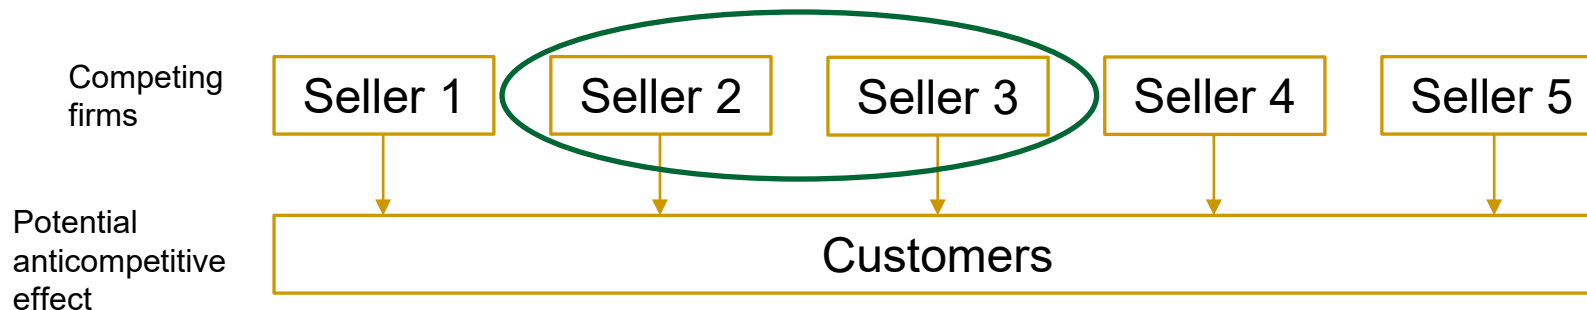 Competing
firms
Seller 1
Seller 2
Seller 3
Seller 4
Seller 5
Potential
anticompetitive
effect
Customers